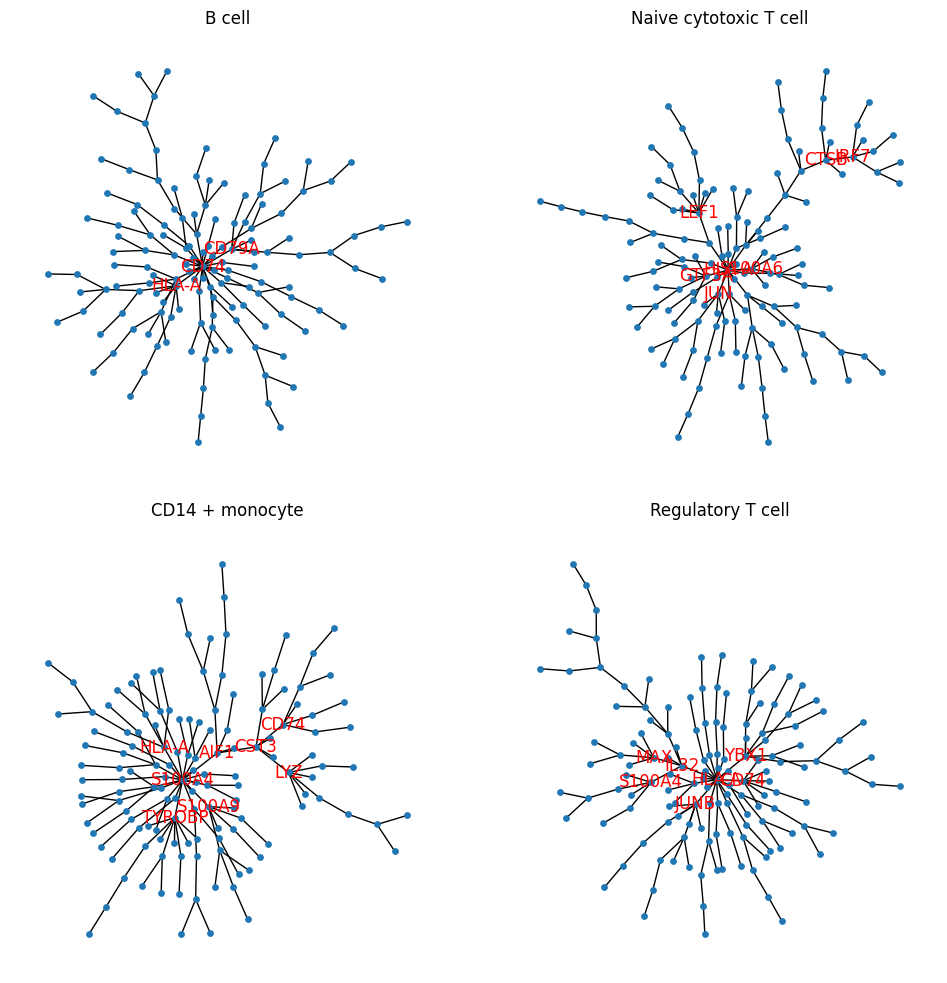 B cell
CD79A
CD74
HLA-A
Naive cytotoxic T cell
CTSB
IRF7
LEF1
S100A6
JUN
CD14 + monocyte
CD74
HLA-A
AIF1
CST3
S100A4
LYZ
S100A9
TYROBP
Regulatory T cell
YBX1
MAX
IL32
S100A4
HLA-A
CD74
JUNB